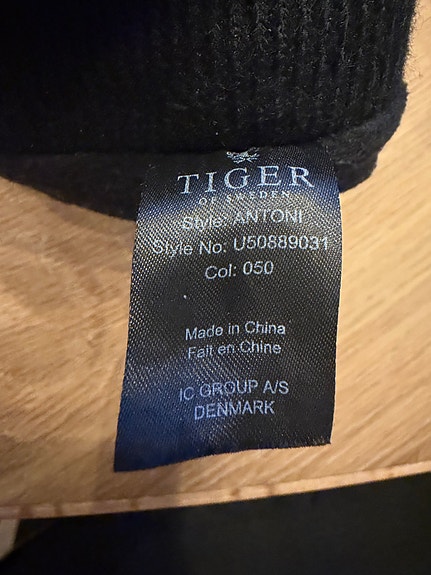 TIGER
OF SWEDEN
Style: ANTONI
Style No: U50889031
Col: 050
Made in China
Fait en Chine
IC GROUP A/S
DENMARK